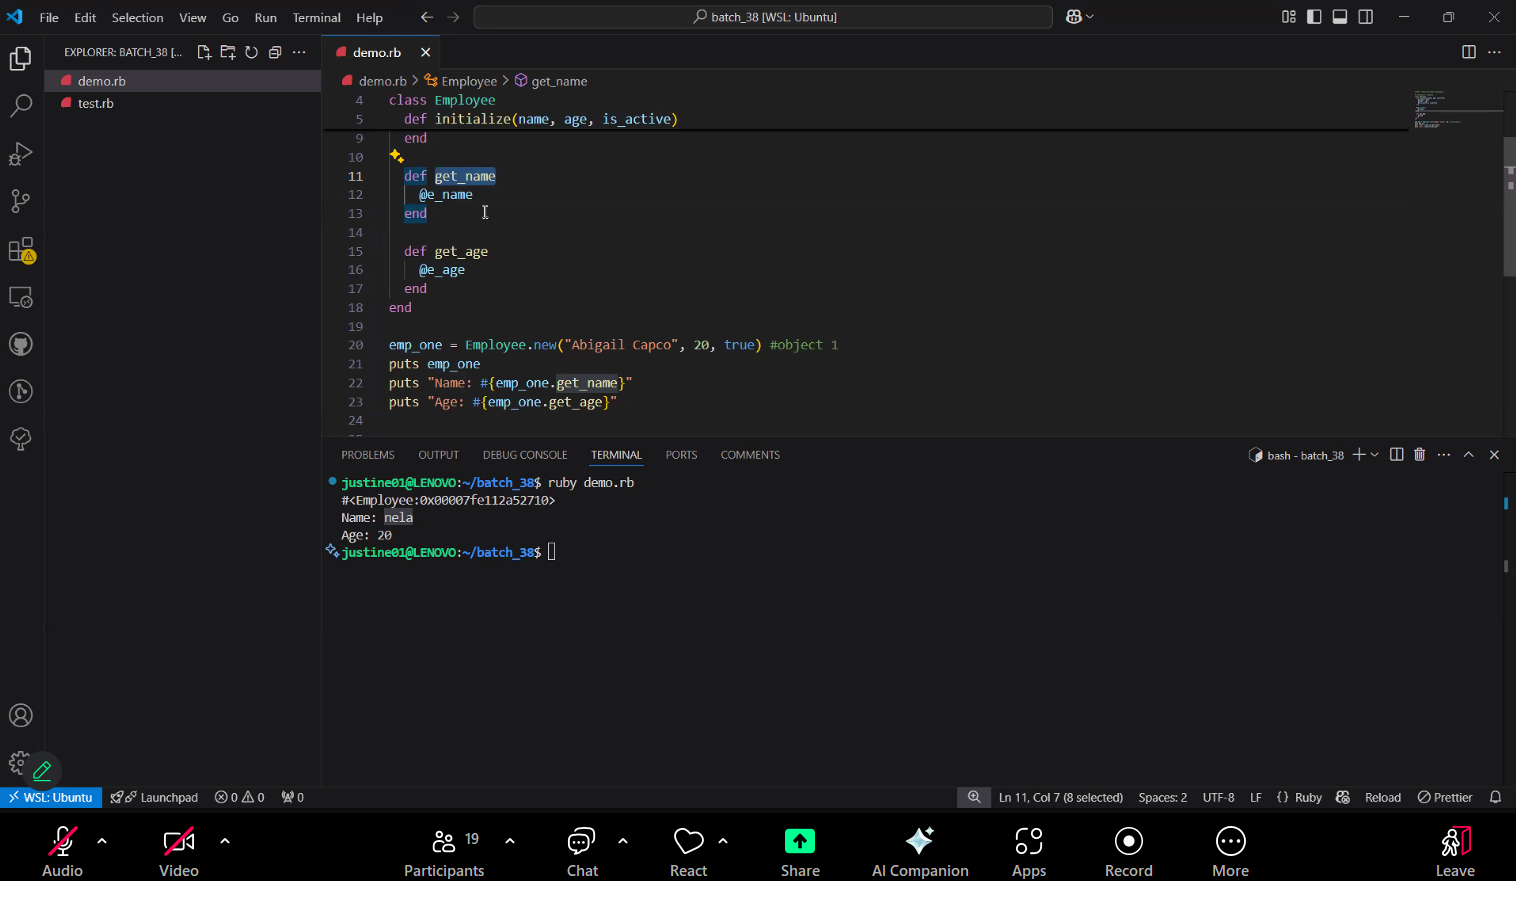 File Edit Selection View Go Run Terminal Help
batch_38 [WSL: Ubuntu]
EXPLORER: BATCH_38 [...
demo.rb
test.rb
demo.rb
demo.rb > Employee > get_name
4 class Employee
5 def initialize(name, age, is_active)
9 end
10
11 def get_name
12 @e_name
13 end
14
15 def get_age
16 @e_age
17 end
18 end
19
20 emp_one = Employee.new("Abigail Capco", 20, true) #object 1
21 puts emp_one
22 puts "Name: #{emp_one.get_name}"
23 puts "Age: #{emp_one.get_age}"
24
PROBLEMS OUTPUT DEBUG CONSOLE TERMINAL PORTS COMMENTS
bash - batch_38
justine01@LENOVO:~/batch_38$ ruby demo.rb
#<Employee:0x00007fe112a52710>
Name: nela
Age: 20
justine01@LENOVO:~/batch_38$
WSL: Ubuntu Launchpad 0 0 0 Ln 11, Col 7 (8 selected) Spaces: 2 UTF-8 LF {} Ruby Reload Prettier
19
Audio Video Participants Chat React Share AI Companion Apps Record More Leave